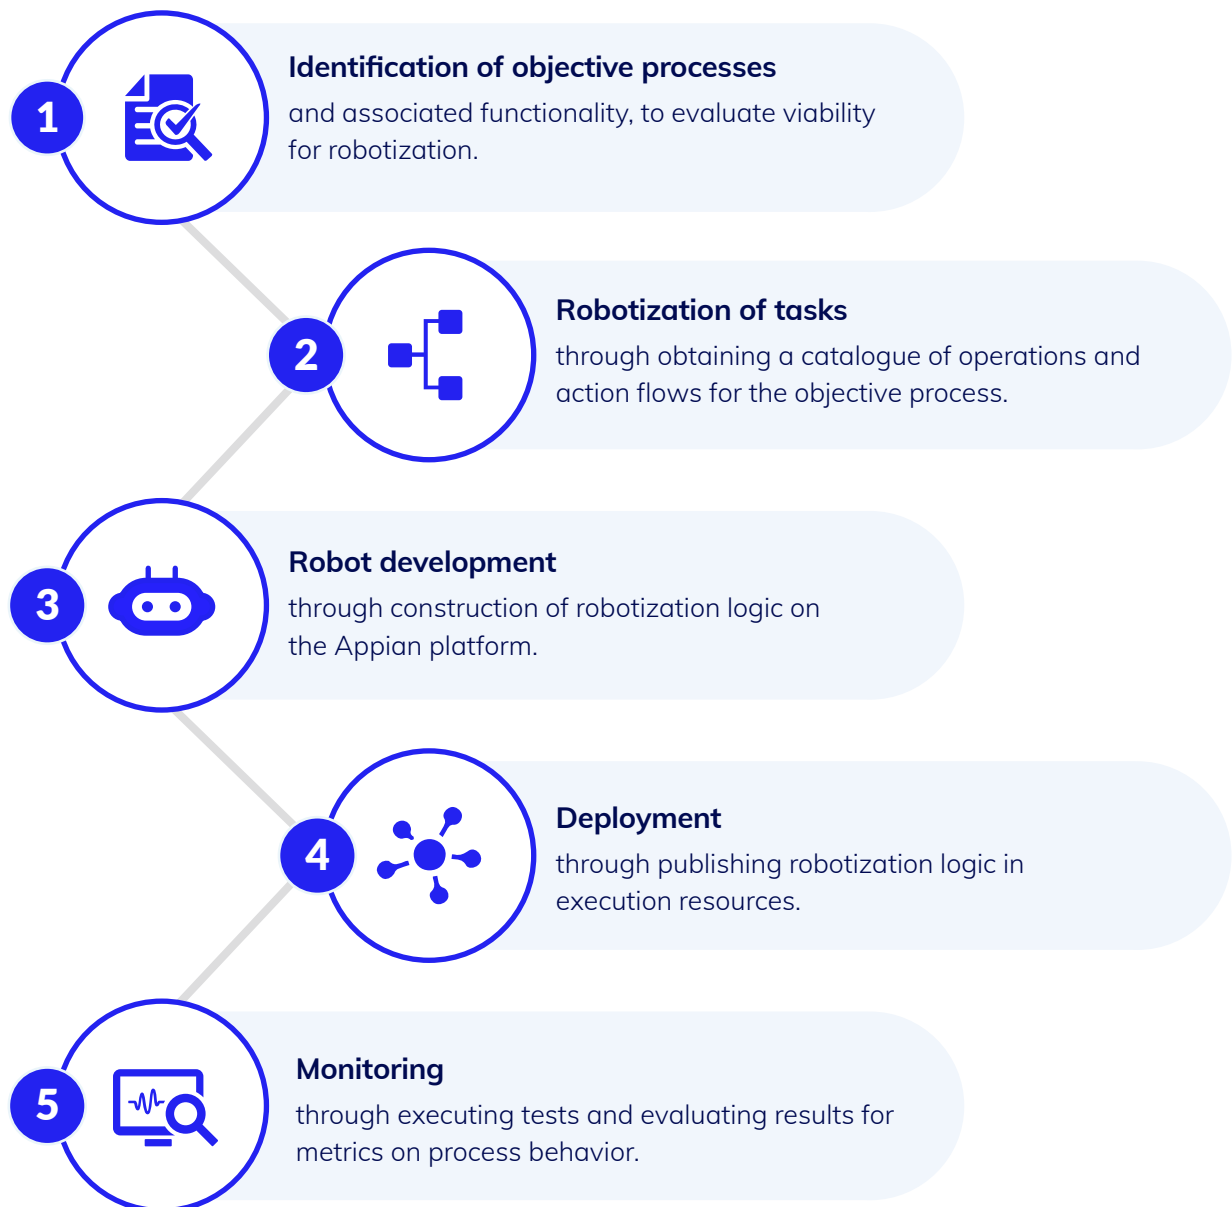 1
Identification of objective processes
and associated functionality, to evaluate viability
for robotization.
2
Robotization of tasks
through obtaining a catalogue of operations and
action flows for the objective process.
3
Robot development
through construction of robotization logic on
the Appian platform.
4
Deployment
through publishing robotization logic in
execution resources.
5
Monitoring
through executing tests and evaluating results for
metrics on process behavior.